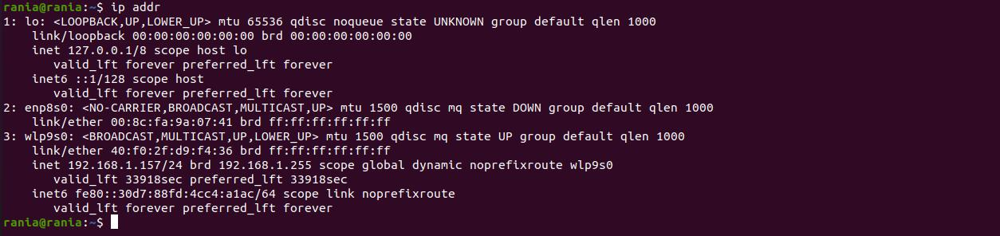 rania@rania:~$ ip addr
1: lo: <LOOPBACK,UP,LOWER_UP> mtu 65536 qdisc noqueue state UNKNOWN group default qlen 1000
    link/loopback 00:00:00:00:00:00 brd 00:00:00:00:00:00
    inet 127.0.0.1/8 scope host lo
       valid_lft forever preferred_lft forever
    inet6 ::1/128 scope host
       valid_lft forever preferred_lft forever
2: enp8s0: <NO-CARRIER,BROADCAST,MULTICAST,UP> mtu 1500 qdisc mq state DOWN group default qlen 1000
    link/ether 00:8c:fa:9a:07:41 brd ff:ff:ff:ff:ff:ff
3: wlp9s0: <BROADCAST,MULTICAST,UP,LOWER_UP> mtu 1500 qdisc mq state UP group default qlen 1000
    link/ether 40:f0:2f:d9:f4:36 brd ff:ff:ff:ff:ff:ff
    inet 192.168.1.157/24 brd 192.168.1.255 scope global dynamic noprefixroute wlp9s0
       valid_lft 33918sec preferred_lft 33918sec
    inet6 fe80::30d7:88fd:4cc4:a1ac/64 scope link noprefixroute
       valid_lft forever preferred_lft forever
rania@rania:~$